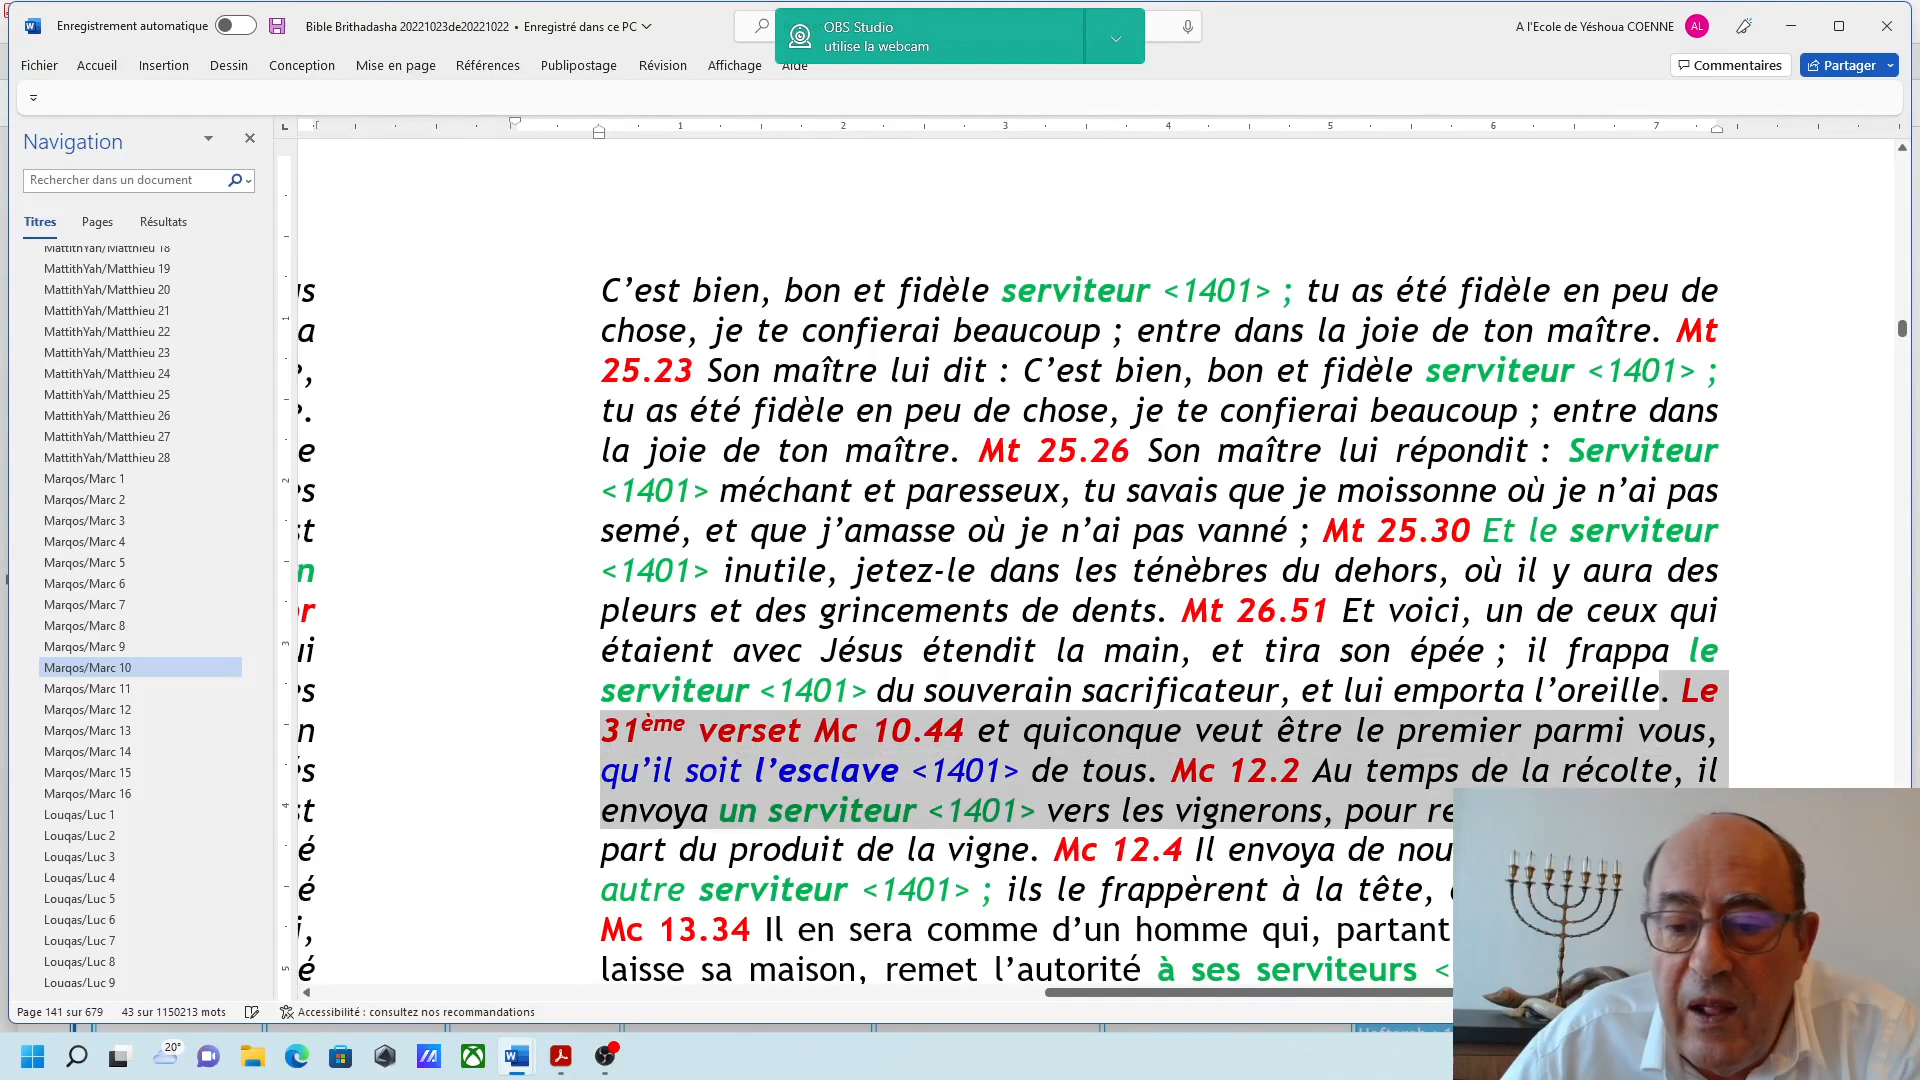 Enregistrement automatique
Bible Brithadasha 20221023de20221022 • Enregistré dans ce PC
OBS Studio
utilise la webcam
A l'Ecole de Yéshoua COENNE
AL
Fichier Accueil Insertion Dessin Conception Mise en page Références Publipostage Révision Affichage Aide
Commentaires
Partager
Navigation
Rechercher dans un document
Titres Pages Résultats
MattithYah/Matthieu 18
MattithYah/Matthieu 19
MattithYah/Matthieu 20
MattithYah/Matthieu 21
MattithYah/Matthieu 22
MattithYah/Matthieu 23
MattithYah/Matthieu 24
MattithYah/Matthieu 25
MattithYah/Matthieu 26
MattithYah/Matthieu 27
MattithYah/Matthieu 28
Marqos/Marc 1
Marqos/Marc 2
Marqos/Marc 3
Marqos/Marc 4
Marqos/Marc 5
Marqos/Marc 6
Marqos/Marc 7
Marqos/Marc 8
Marqos/Marc 9
Marqos/Marc 10
Marqos/Marc 11
Marqos/Marc 12
Marqos/Marc 13
Marqos/Marc 14
Marqos/Marc 15
Marqos/Marc 16
Louqas/Luc 1
Louqas/Luc 2
Louqas/Luc 3
Louqas/Luc 4
Louqas/Luc 5
Louqas/Luc 6
Louqas/Luc 7
Louqas/Luc 8
Louqas/Luc 9
1 2 3 4 5 6 7
C'est bien, bon et fidèle serviteur <1401> ; tu as été fidèle en peu de
chose, je te confierai beaucoup ; entre dans la joie de ton maître. Mt
25.23 Son maître lui dit : C'est bien, bon et fidèle serviteur <1401> ;
tu as été fidèle en peu de chose, je te confierai beaucoup ; entre dans
la joie de ton maître. Mt 25.26 Son maître lui répondit : Serviteur
<1401> méchant et paresseux, tu savais que je moissonne où je n'ai pas
semé, et que j'amasse où je n'ai pas vanné ; Mt 25.30 Et le serviteur
<1401> inutile, jetez-le dans les ténèbres du dehors, où il y aura des
pleurs et des grincements de dents. Mt 26.51 Et voici, un de ceux qui
étaient avec Jésus étendit la main, et tira son épée ; il frappa le
serviteur <1401> du souverain sacrificateur, et lui emporta l'oreille. Le
31ème verset Mc 10.44 et quiconque veut être le premier parmi vous,
qu'il soit l'esclave <1401> de tous. Mc 12.2 Au temps de la récolte, il
envoya un serviteur <1401> vers les vignerons, pour re
part du produit de la vigne. Mc 12.4 Il envoya de nou
autre serviteur <1401> ; ils le frappèrent à la tête,
Mc 13.34 Il en sera comme d'un homme qui, partant
laisse sa maison, remet l'autorité à ses serviteurs <
Page 141 sur 679 43 sur 1150213 mots Accessibilité : consultez nos recommandations
20°